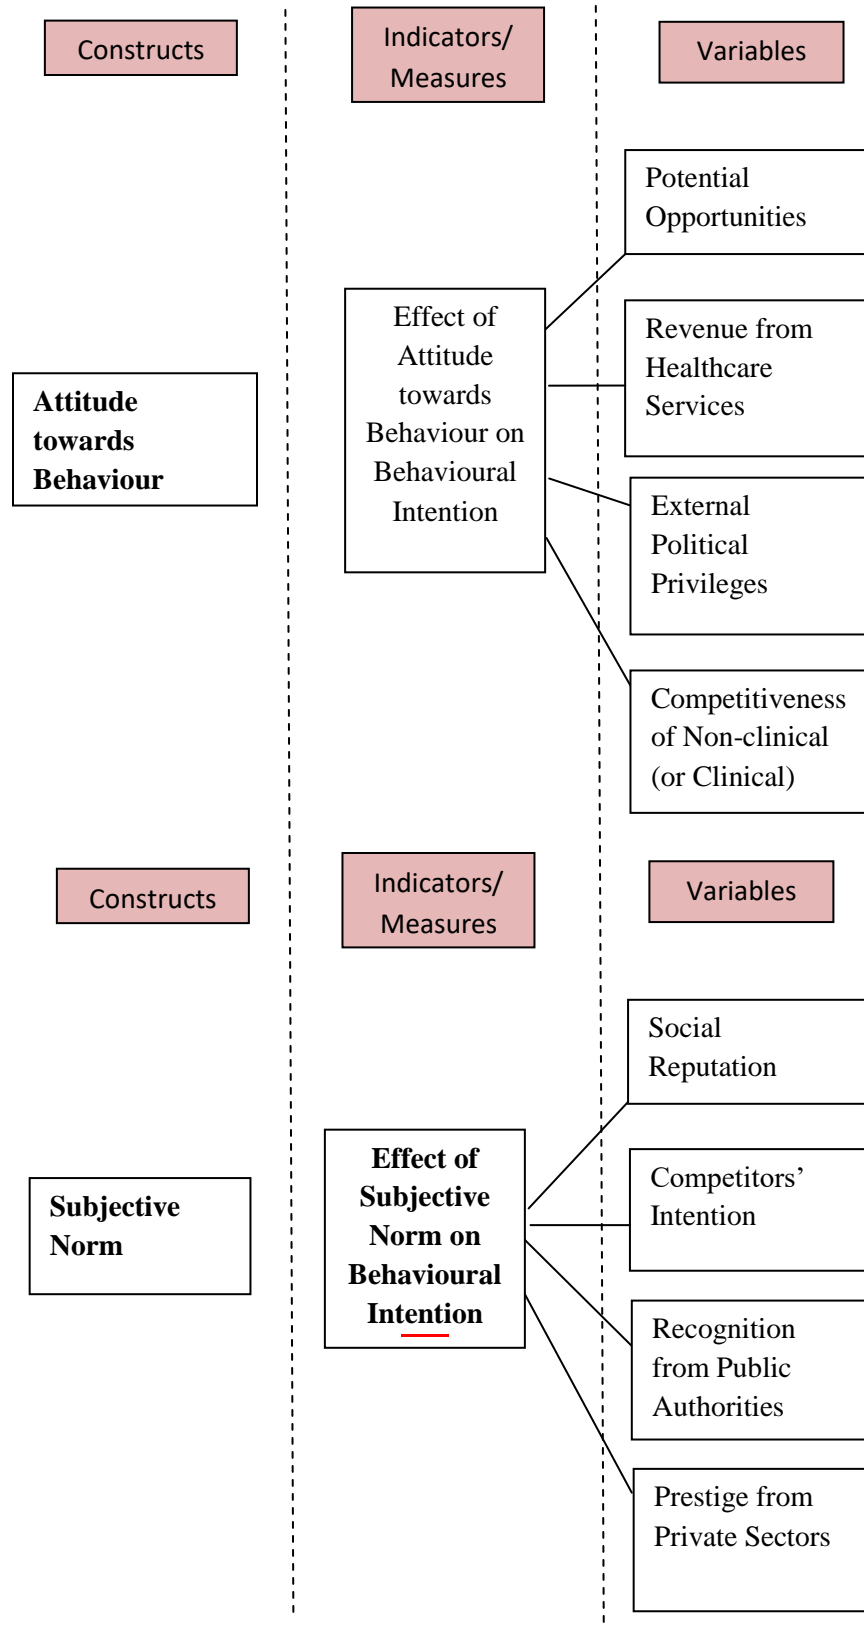 Constructs
Indicators/
Measures
Variables
Potential
Opportunities
Effect of
Attitude
towards
Behaviour on
Behavioural
Intention
Revenue from
Healthcare
Services
Attitude
towards
Behaviour
External
Political
Privileges
Competitiveness
of Non-clinical
(or Clinical)
Constructs
Indicators/
Measures
Variables
Social
Reputation
Effect of
Subjective
Norm on
Behavioural
Intention
Competitors’
Intention
Subjective
Norm
Recognition
from Public
Authorities
Prestige from
Private Sectors